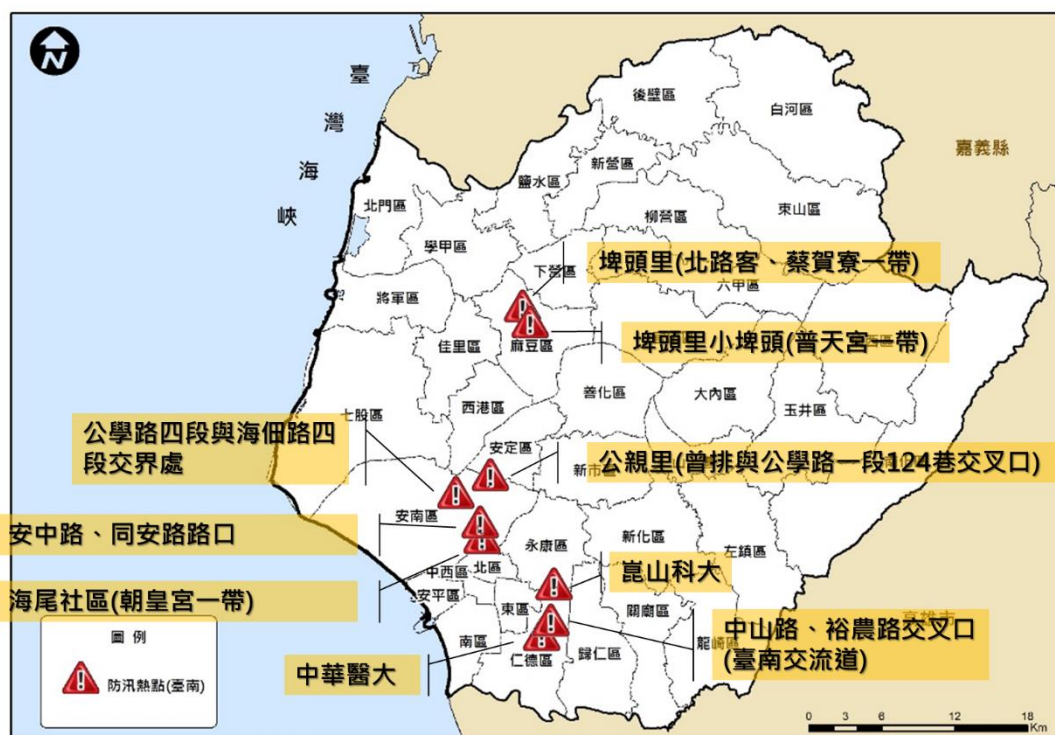 N
臺灣海峽
後壁區
白河區
嘉義縣
新營區
鹽水區
北門區
柳營區
東山區
學甲區
下營區
埤頭里(北路客、蔡賀寮一帶)
六甲區
將軍區
埤頭里小埤頭(普天宮一帶)
佳里區
麻豆區
西區
善化區
大內區
玉井區
七股區
西港區
公學路四段與海佃路四
段交界處
安定區
公親里(曾排與公學路一段124巷交叉口)
新市區
安南區
安中路、同安路路口
永康區
新化區
左鎮區
北區
中西區
海尾社區(朝皇宮一帶)
安平區
崑山科大
東區
關廟區
高雄市
中山路、裕農路交叉口
(臺南交流道)
龍崎區
南區
仁德區
歸仁區
中華醫大
圖 例
防汛熱點(臺南)
0 3 6 12 18
Km